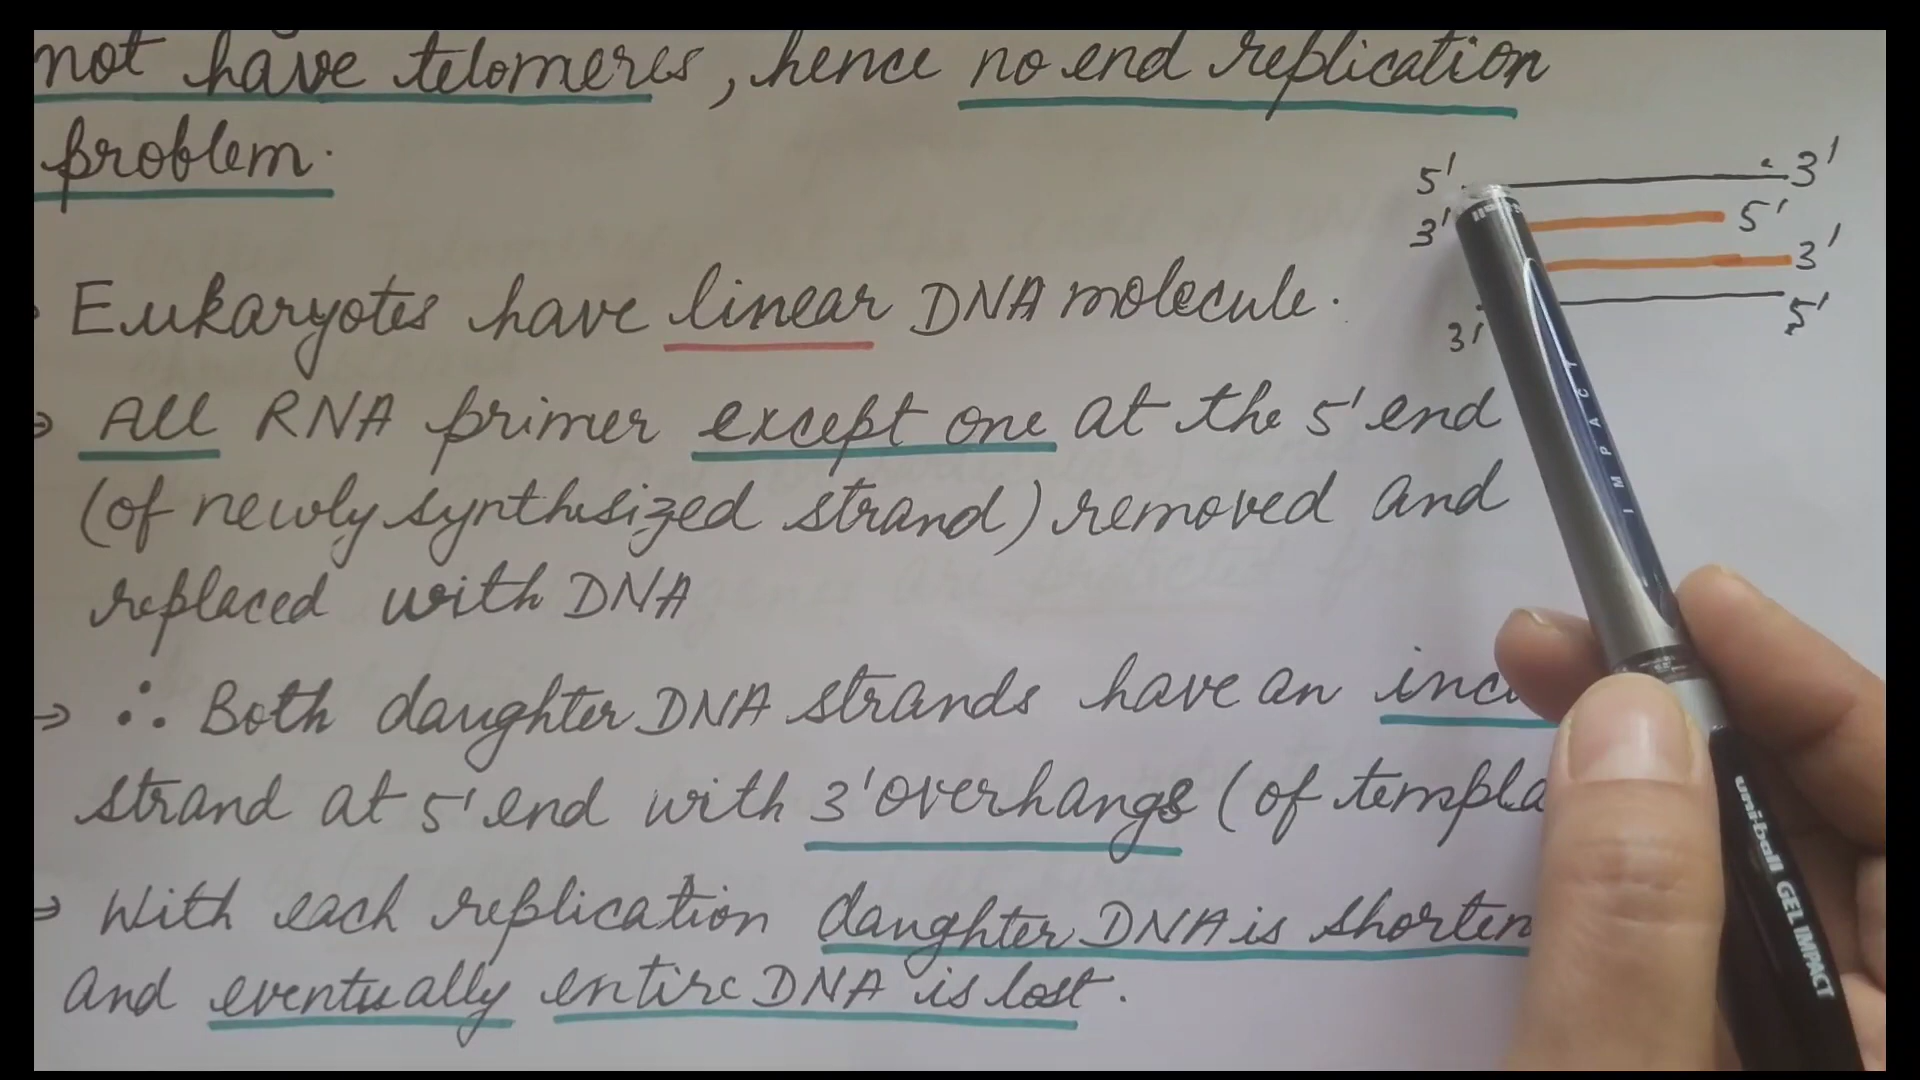 not have telomeres, hence no end replication
problem.
5' 3'
3' 5'
3'
3' 5'
Eukaryotes have linear DNA molecule.
→ All RNA primer except one at the 5' end
(of newly synthesized strand) removed and
replaced with DNA
→ ∴ Both daughter DNA strands have an
strand at 5' end with 3' overhangs (of
→ With each replication daughter DNA is shorten
and eventually entire DNA is lost.
IMPACT
uni-ball GEL IMPACT